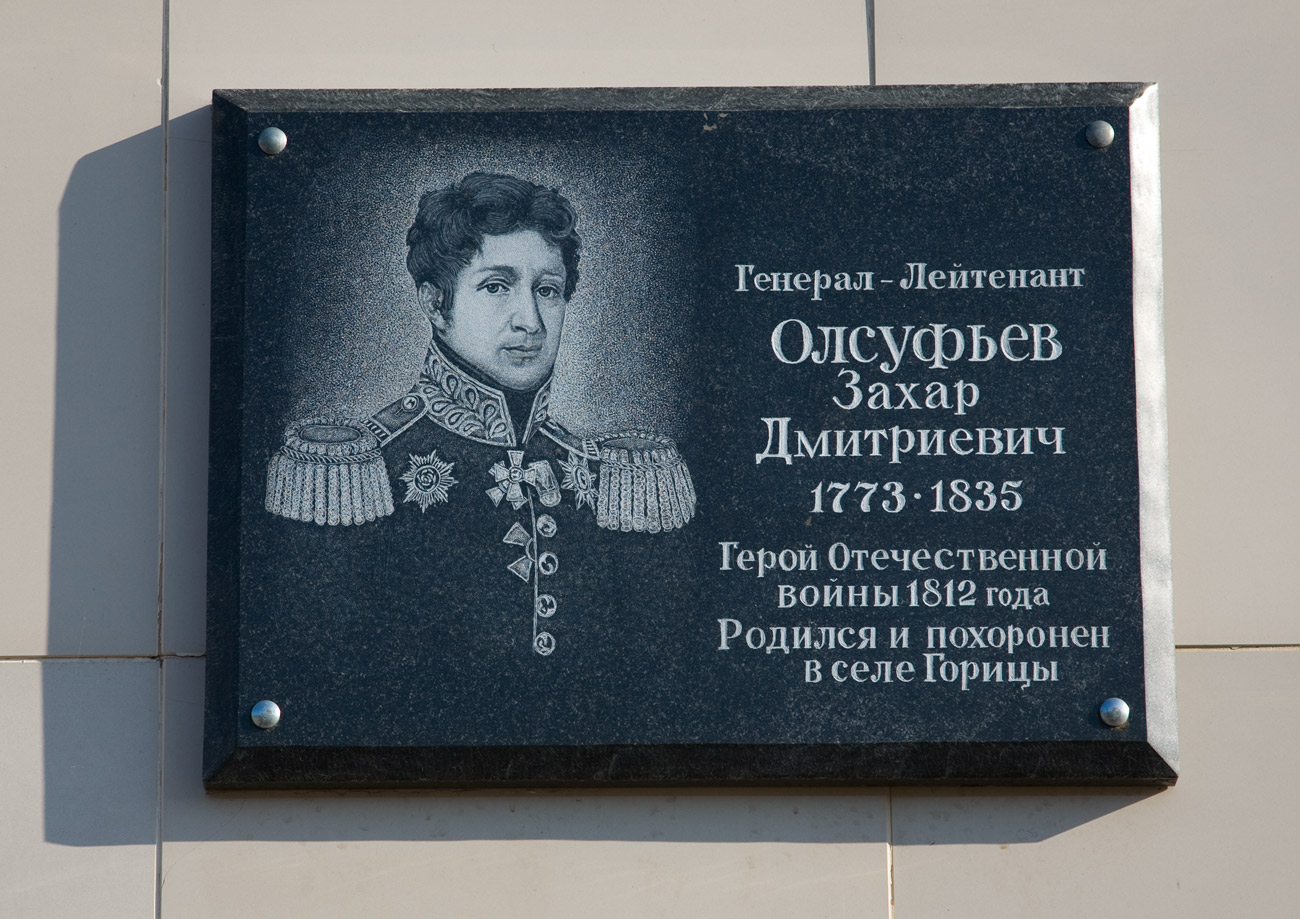 Генерал-Лейтенант
Олсуфьев
Захар
Дмитриевич
1773·1835
Герой Отечественной
войны 1812 года
Родился и похоронен
в селе Горицы